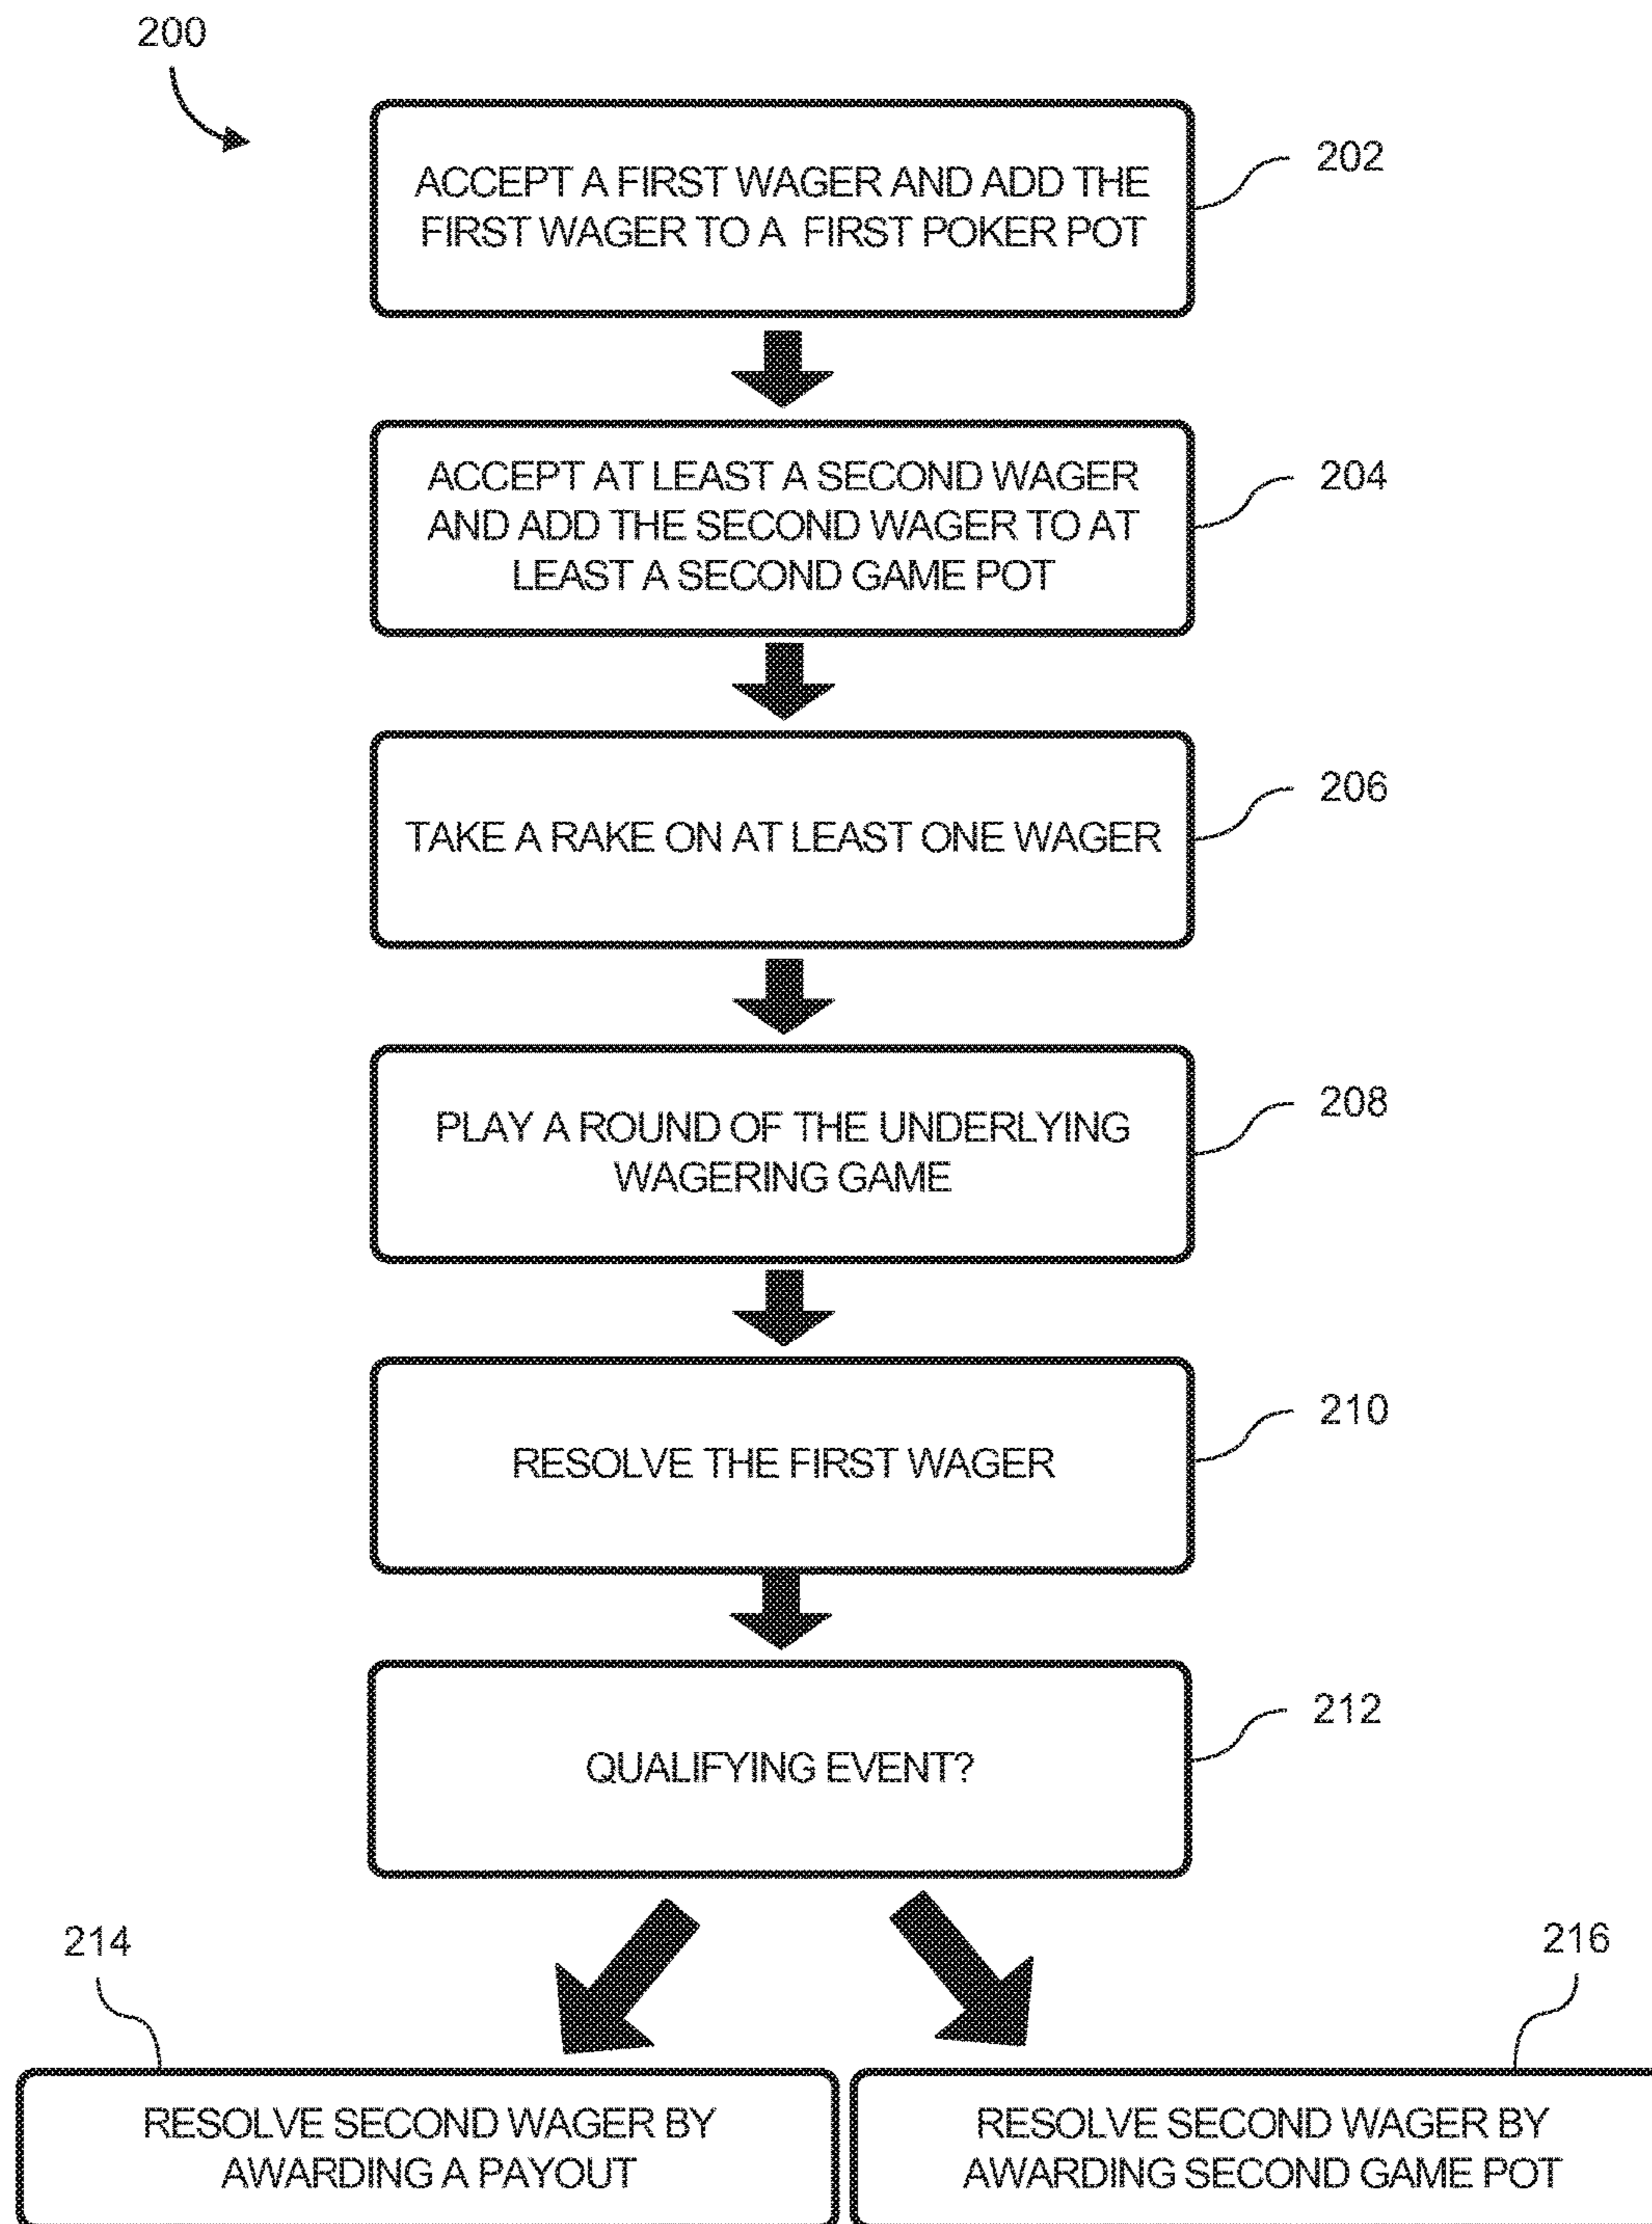 200
ACCEPT A FIRST WAGER AND ADD THE
FIRST WAGER TO A FIRST POKER POT
202
ACCEPT AT LEAST A SECOND WAGER
AND ADD THE SECOND WAGER TO AT
LEAST A SECOND GAME POT
204
TAKE A RAKE ON AT LEAST ONE WAGER
206
PLAY A ROUND OF THE UNDERLYING
WAGERING GAME
208
RESOLVE THE FIRST WAGER
210
QUALIFYING EVENT?
212
214
RESOLVE SECOND WAGER BY
AWARDING A PAYOUT
216
RESOLVE SECOND WAGER BY
AWARDING SECOND GAME POT